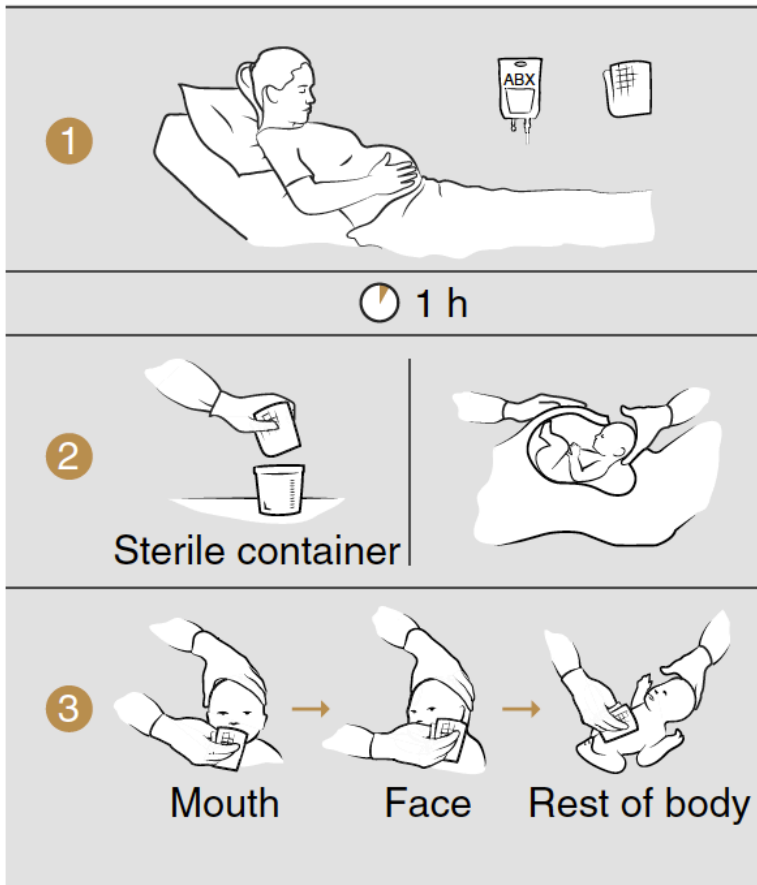 1
ABX
1 h
2
Sterile container
3
Mouth
Face
Rest of body